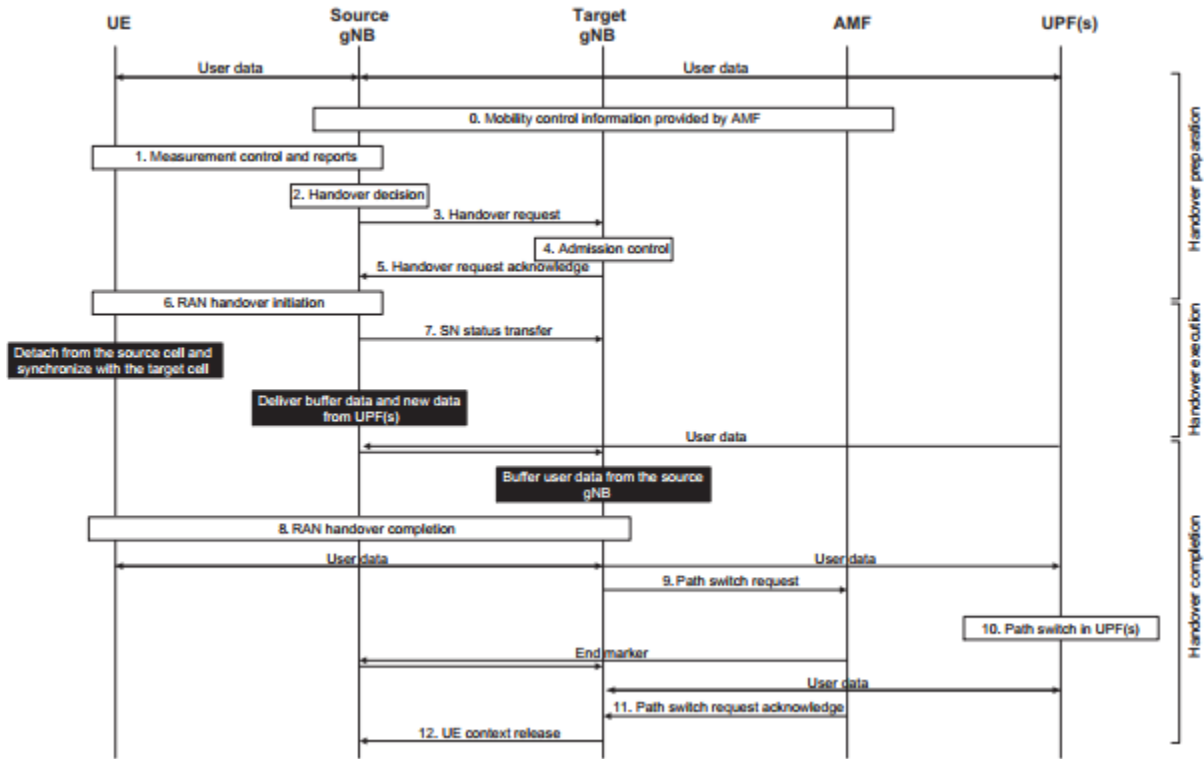 UE
Source
gNB
Target
gNB
AMF
UPF(s)
User data
User data
0. Mobility control information provided by AMF
1. Measurement control and reports
2. Handover decision
3. Handover request
4. Admission control
5. Handover request acknowledge
Handover preparation
6. RAN handover initiation
7. SN status transfer
Detach from the source cell and
synchronize with the target cell
Deliver buffer data and new data
from UPF(s)
Handover execution
User data
Buffer user data from the source
gNB
8. RAN handover completion
User data
User data
9. Path switch request
10. Path switch in UPF(s)
End marker
User data
11. Path switch request acknowledge
12. UE context release
Handover completion